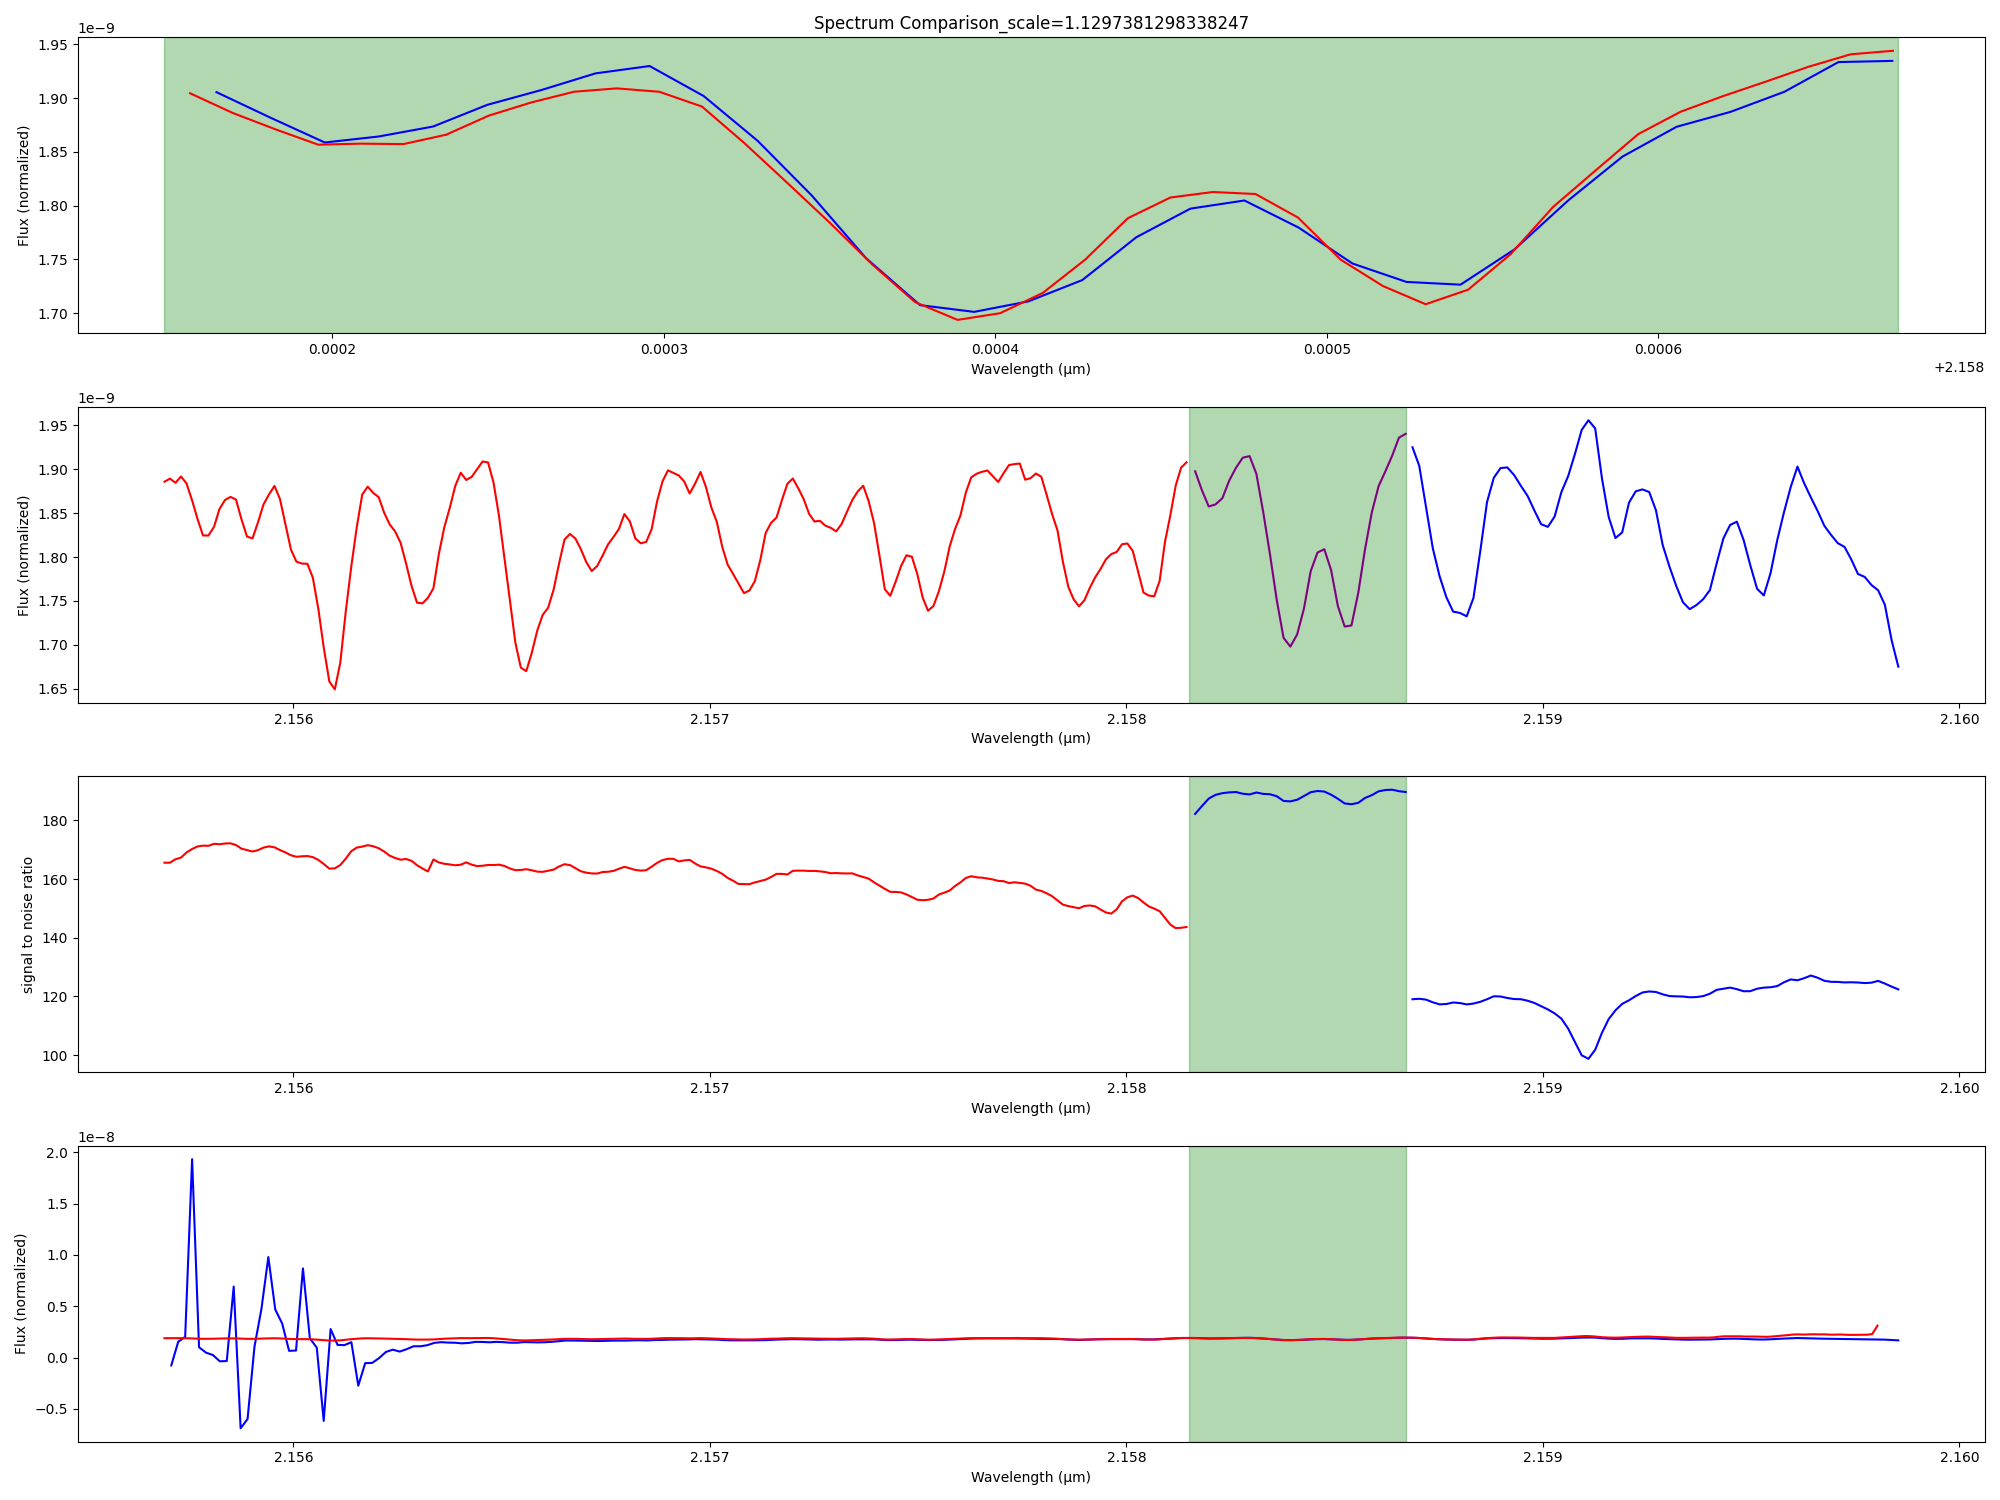 Spectrum Comparison_scale=1.1297381298338247
1e−9
1.95
1.90
1.85
1.80
1.75
1.70
Flux (normalized)
0.0002 0.0003 0.0004 0.0005 0.0006
+2.158
Wavelength (μm)
1e−9
1.95
1.90
1.85
1.80
1.75
1.70
1.65
Flux (normalized)
2.156 2.157 2.158 2.159 2.160
Wavelength (μm)
180
160
140
120
100
signal to noise ratio
2.156 2.157 2.158 2.159 2.160
Wavelength (μm)
1e−8
2.0
1.5
1.0
0.5
0.0
−0.5
Flux (normalized)
2.156 2.157 2.158 2.159 2.160
Wavelength (μm)